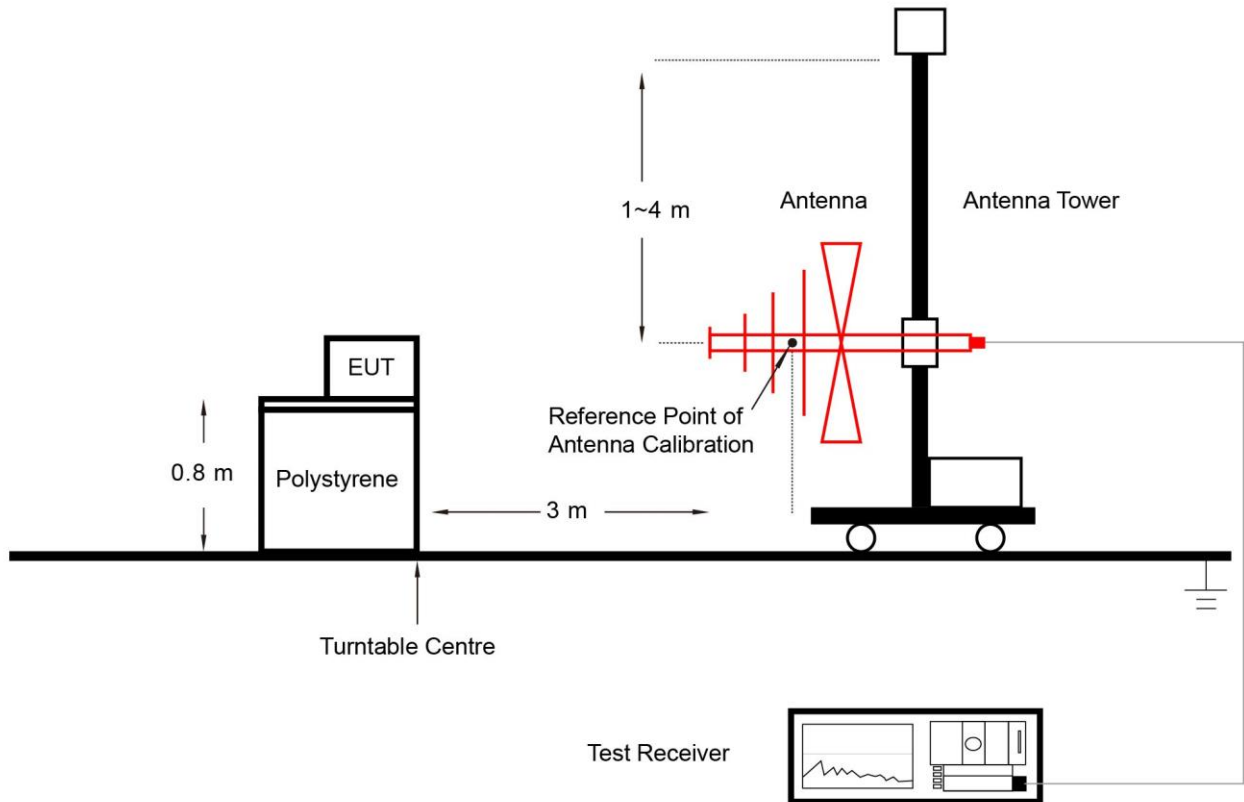 1~4 m
Antenna
Antenna Tower
EUT
Reference Point of
Antenna Calibration
0.8 m
Polystyrene
3 m
Turntable Centre
Test Receiver